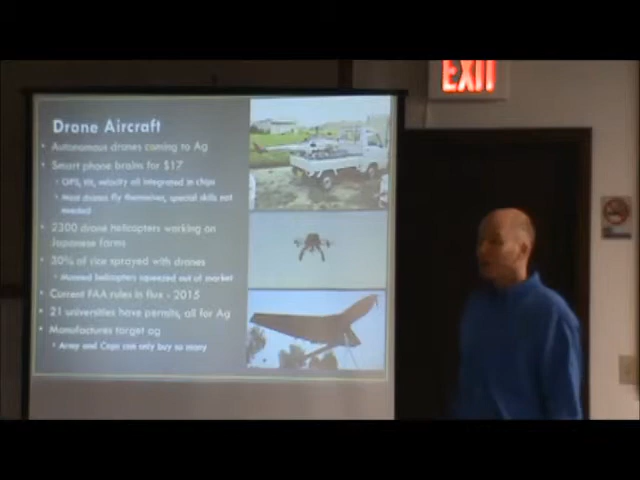 EXIT
Drone Aircraft
Autonomous drones coming to Ag
Smart phone brains for $17
GPS, tilt, velocity all integrated in chips
Most drones fly themselves, special skills not
needed
2300 drone helicopters working on
Japanese farms
30% of rice sprayed with drones
Manned helicopters squeezed out of market
Current FAA rules in flux - 2015
21 universities have permits, all for Ag
Manufactures target ag
Army and Cops can only buy so many